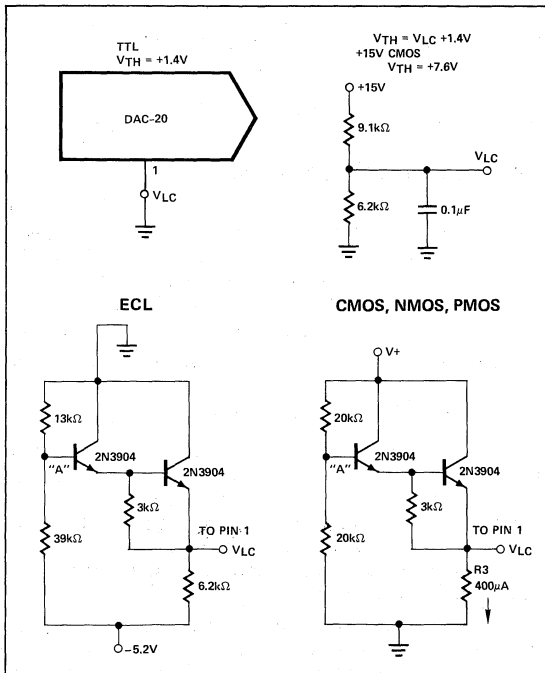 TTL
VTH = +1.4V
DAC-20
1
VLC
VTH = VLC +1.4V
+15V CMOS
VTH = +7.6V
+15V
9.1kΩ
VLC
6.2kΩ
0.1μF
ECL
13kΩ
2N3904
"A"
2N3904
3kΩ
39kΩ
TO PIN 1
VLC
6.2kΩ
−5.2V
CMOS, NMOS, PMOS
V+
20kΩ
2N3904
"A"
2N3904
3kΩ
20kΩ
TO PIN 1
VLC
R3
400μA